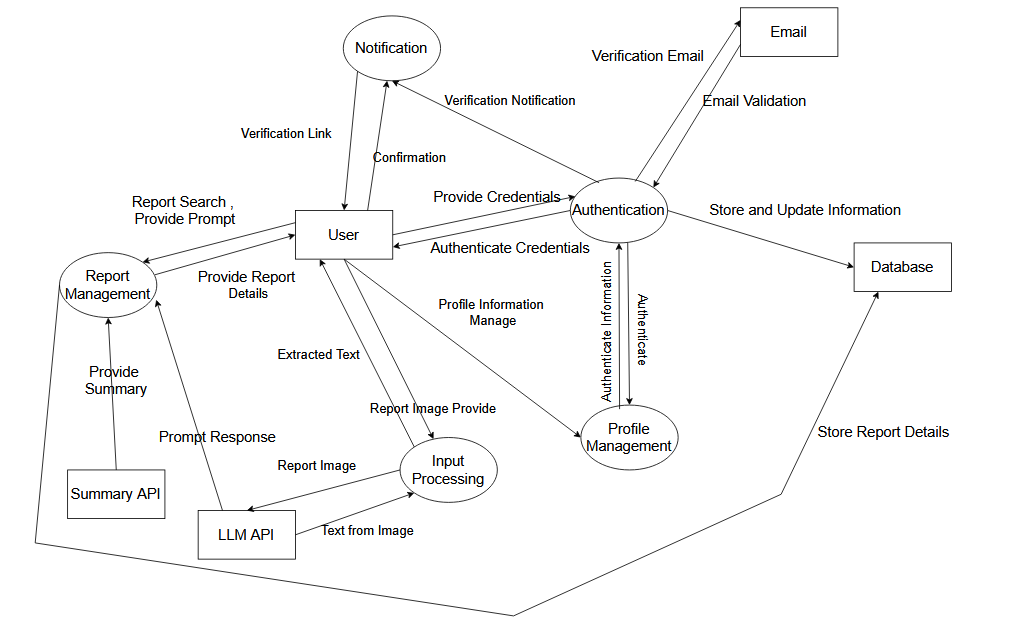 Notification
Email
Verification Email
Verification Notification
Email Validation
Verification Link
Confirmation
Report Search ,
Provide Prompt
Provide Credentials
Authentication
Store and Update Information
User
Authenticate Credentials
Database
Report
Management
Provide Report
Details
Profile Information
Manage
Authenticate Information
Authenticate
Extracted Text
Provide
Summary
Report Image Provide
Profile
Management
Store Report Details
Prompt Response
Report Image
Input
Processing
Summary API
LLM API
Text from Image